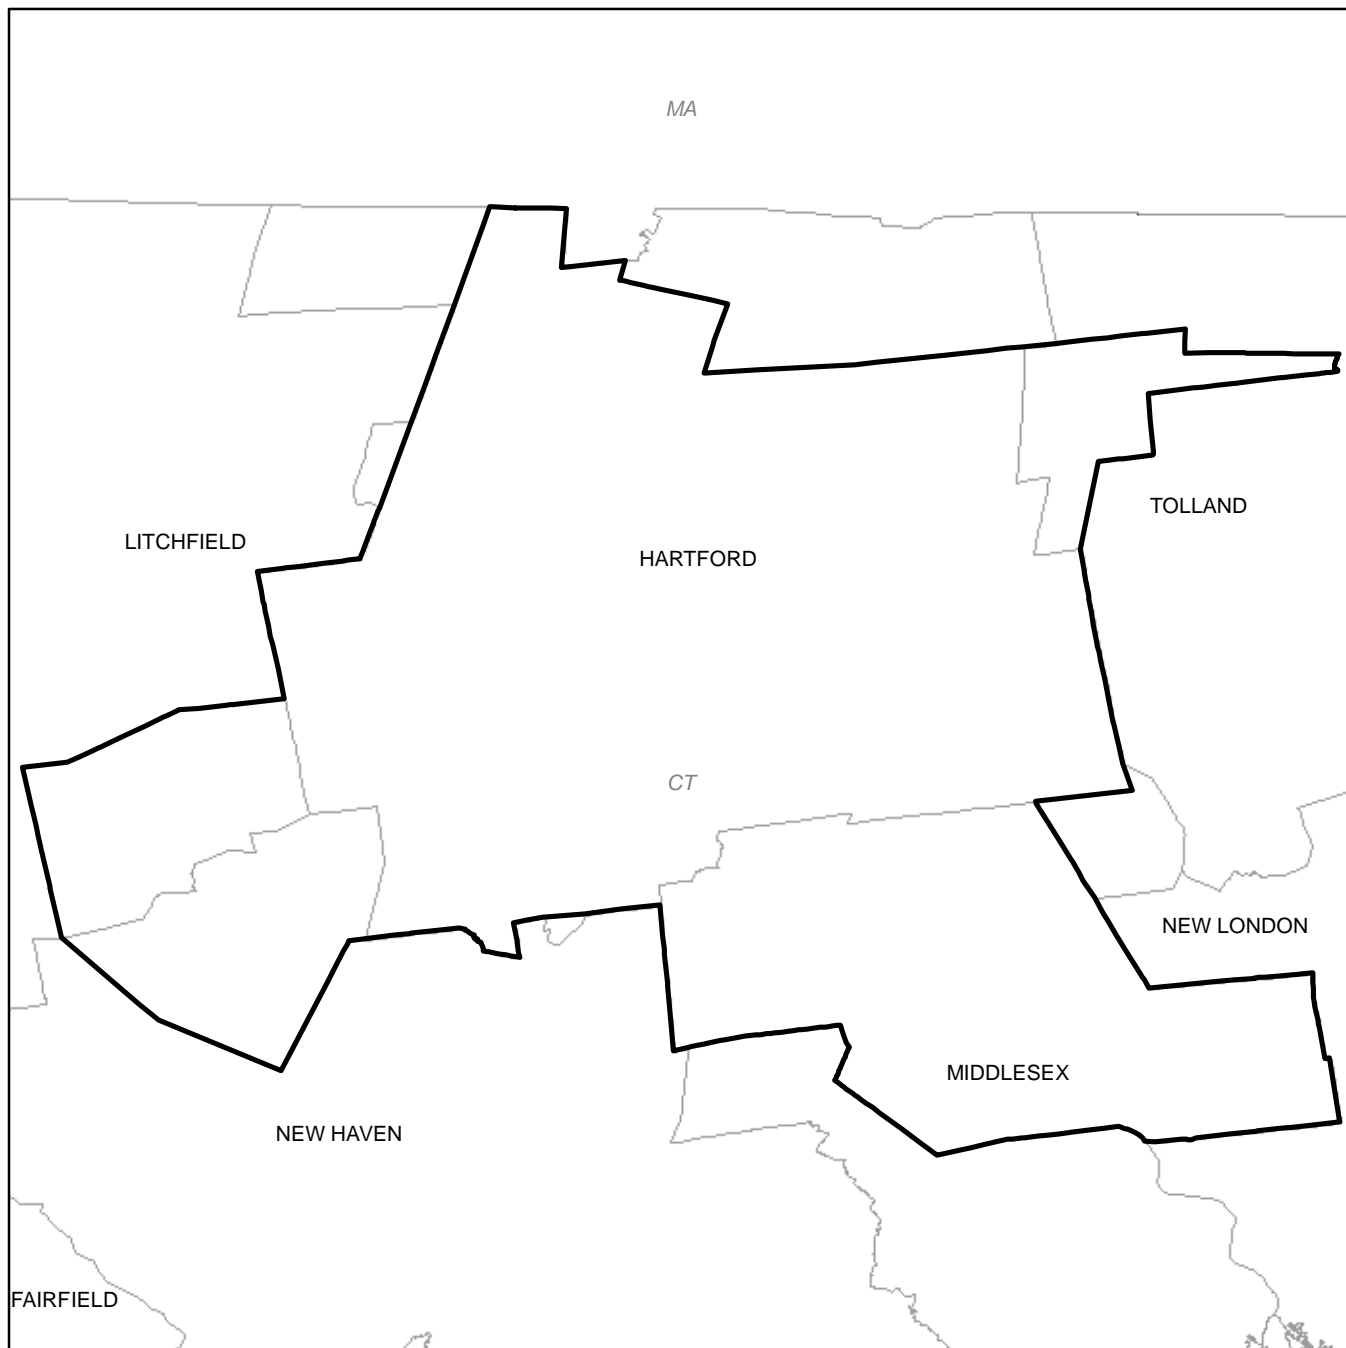 MA
TOLLAND
LITCHFIELD
HARTFORD
CT
NEW LONDON
MIDDLESEX
NEW HAVEN
FAIRFIELD